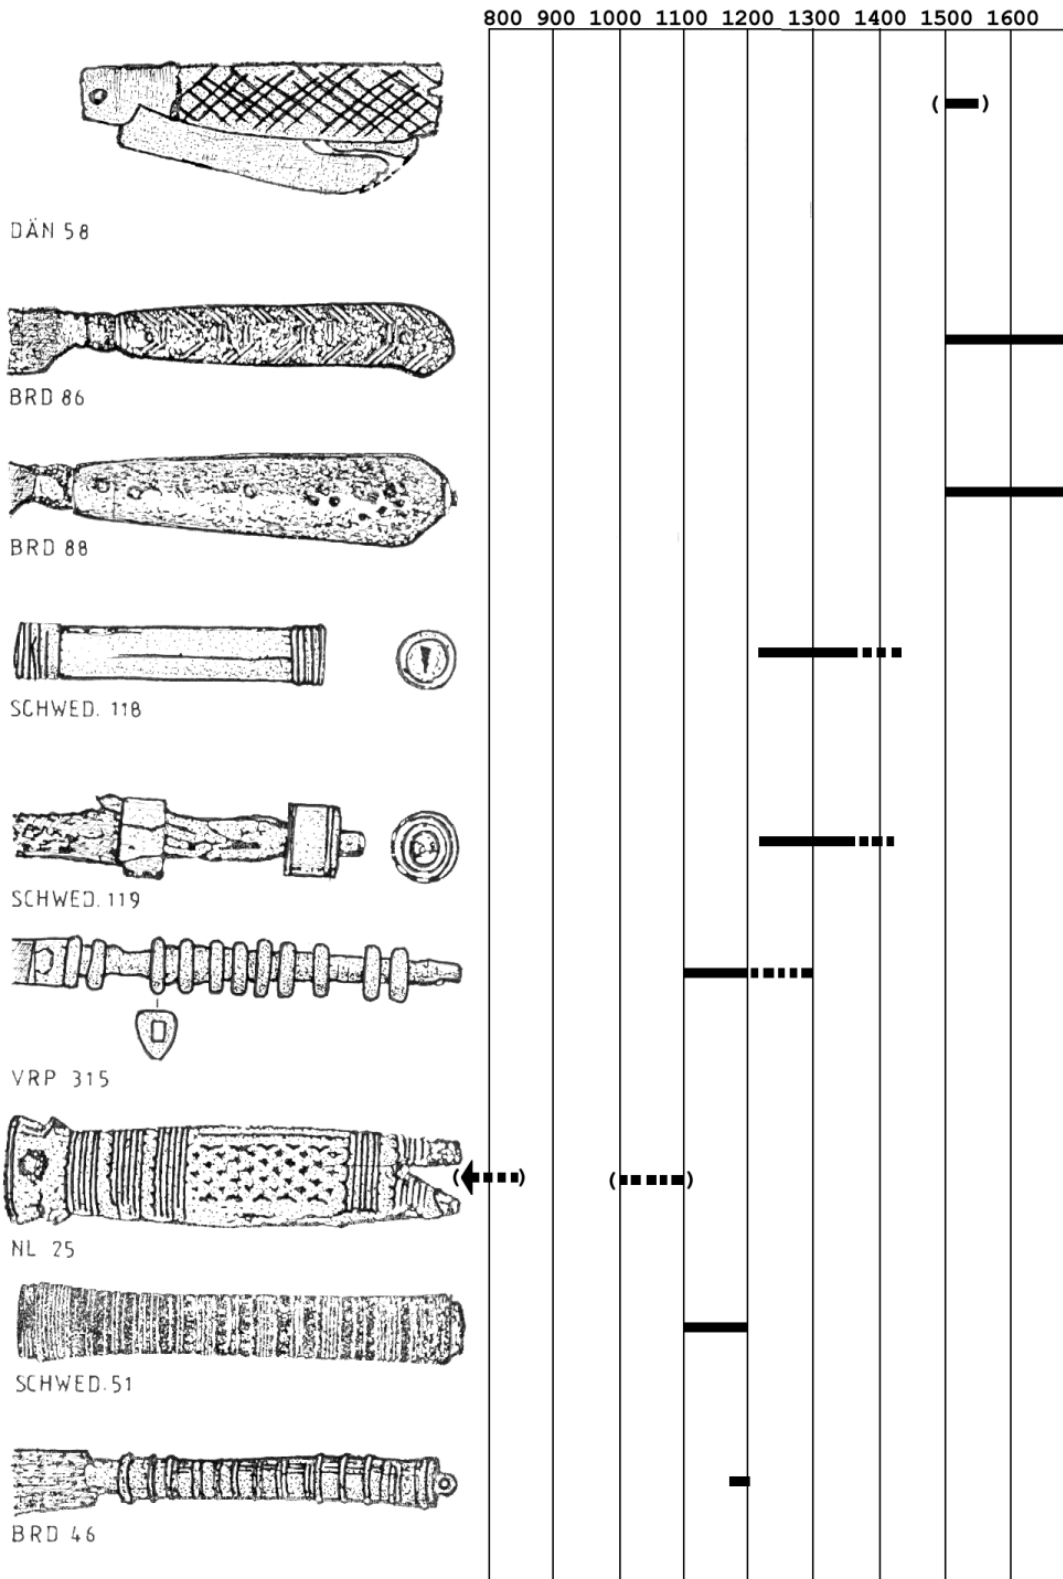 800 900 1000 1100 1200 1300 1400 1500 1600
DÄN 58
BRD 86
BRD 88
SCHWED. 118
SCHWED. 119
VRP 315
NL 25
SCHWED. 51
BRD 46